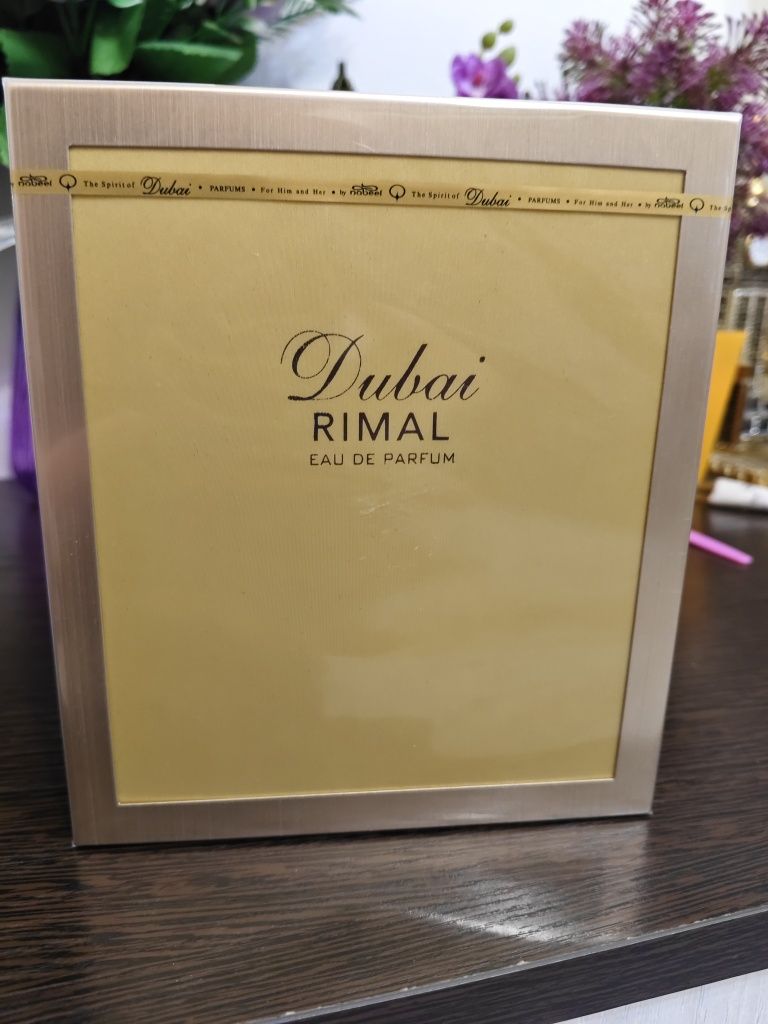 nabeel The Spirit of Dubai • PARFUMS • For Him and Her • by nabeel The Spirit of Dubai • PARFUMS • For Him and Her • by nabeel The Sp
Dubai
RIMAL
EAU DE PARFUM